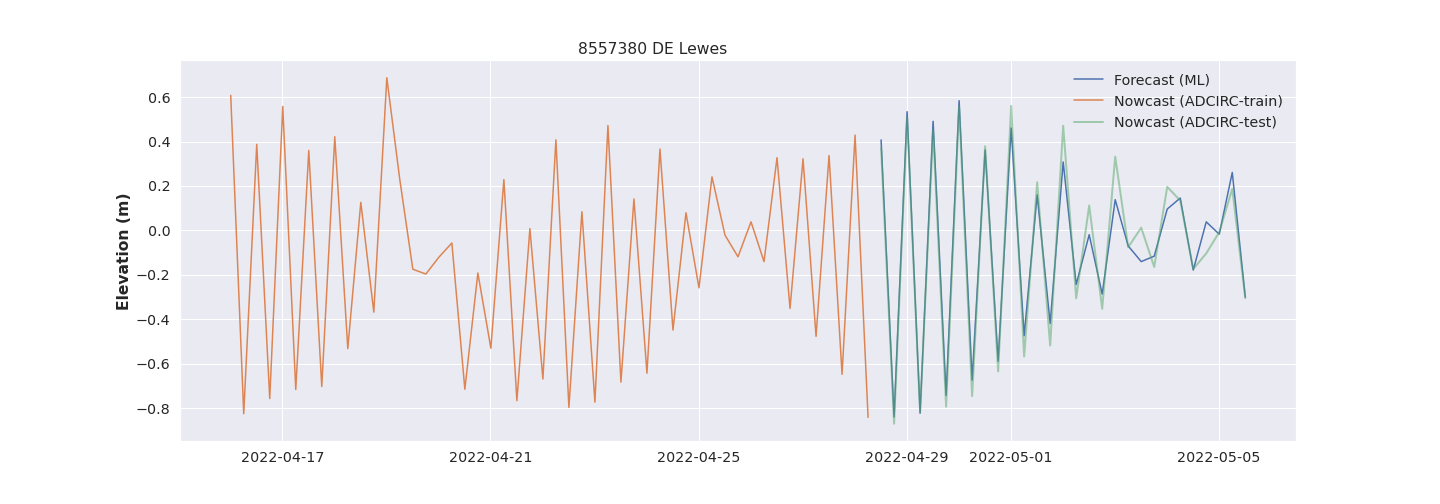 8557380 DE Lewes
Forecast (ML)
Nowcast (ADCIRC-train)
Nowcast (ADCIRC-test)
Elevation (m)
0.6
0.4
0.2
0.0
−0.2
−0.4
−0.6
−0.8
2022-04-17 2022-04-21 2022-04-25 2022-04-29 2022-05-01 2022-05-05